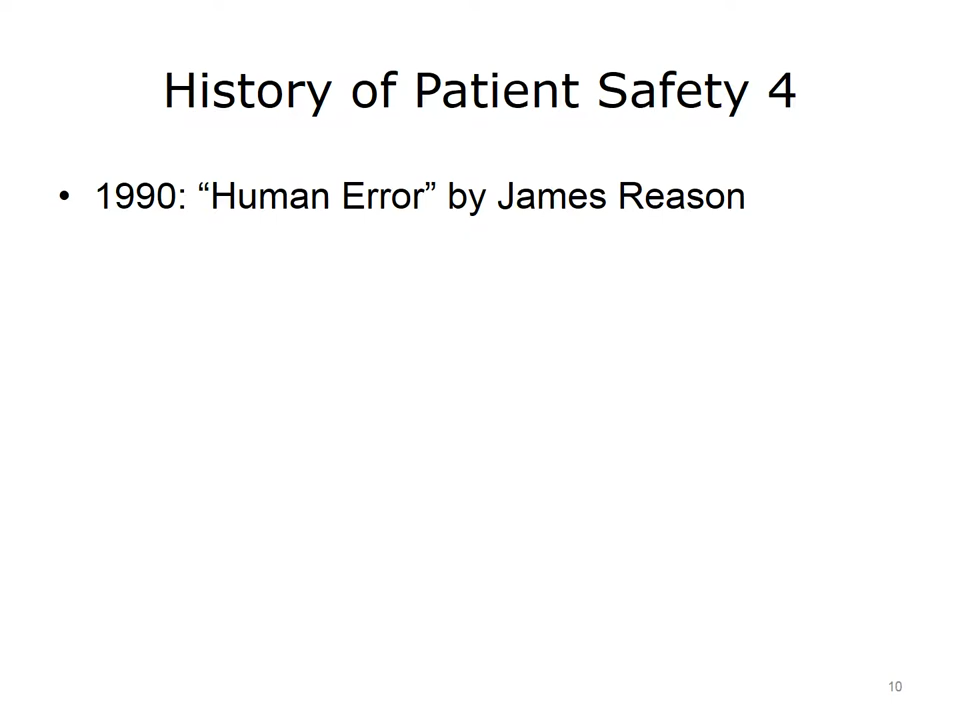 History of Patient Safety 4
• 1990: “Human Error” by James Reason
10